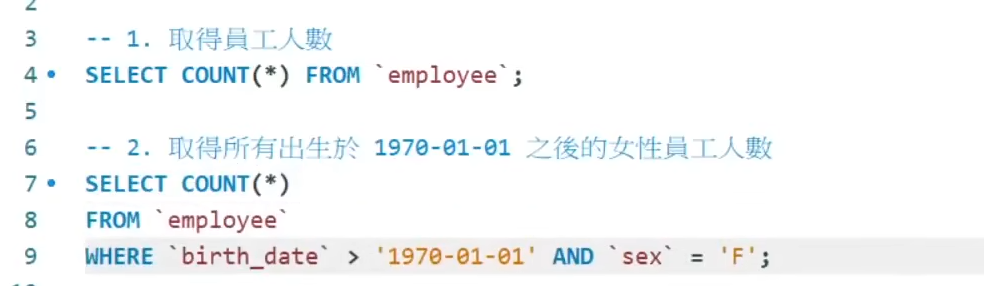 2
3 -- 1. 取得員工人數
4 SELECT COUNT(*) FROM `employee`;
5
6 -- 2. 取得所有出生於 1970-01-01 之後的女性員工人數
7 SELECT COUNT(*)
8 FROM `employee`
9 WHERE `birth_date` > '1970-01-01' AND `sex` = 'F';